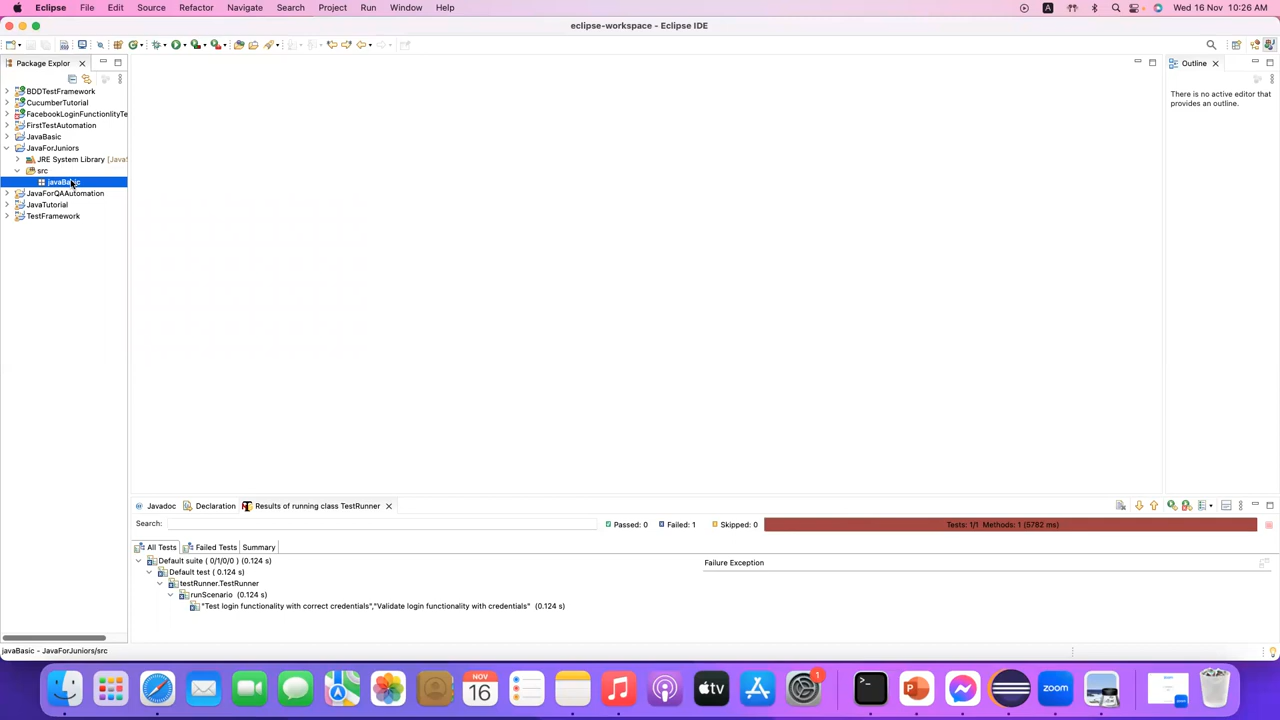 Eclipse File Edit Source Refactor Navigate Search Project Run Window Help A Wed 16 Nov 10:26 AM
eclipse-workspace - Eclipse IDE
Package Explor
Outline
BDDTestFramework
CucumberTutorial
FacebookLoginFunctionlityTe
FirstTestAutomation
JavaBasic
JavaForJuniors
JRE System Library [JavaS
src
javaBasic
JavaForQAAutomation
JavaTutorial
TestFramework
There is no active editor that
provides an outline.
Javadoc Declaration Results of running class TestRunner
Search: Passed: 0 Failed: 1 Skipped: 0 Tests: 1/1 Methods: 1 (5782 ms)
All Tests Failed Tests Summary
Default suite ( 0/1/0/0 ) (0.124 s)
Default test ( 0.124 s)
testRunner.TestRunner
runScenario (0.124 s)
"Test login functionality with correct credentials","Validate login functionality with credentials" (0.124 s)
Failure Exception
javaBasic - JavaForJuniors/src
NOV
16
tv
zoom
1